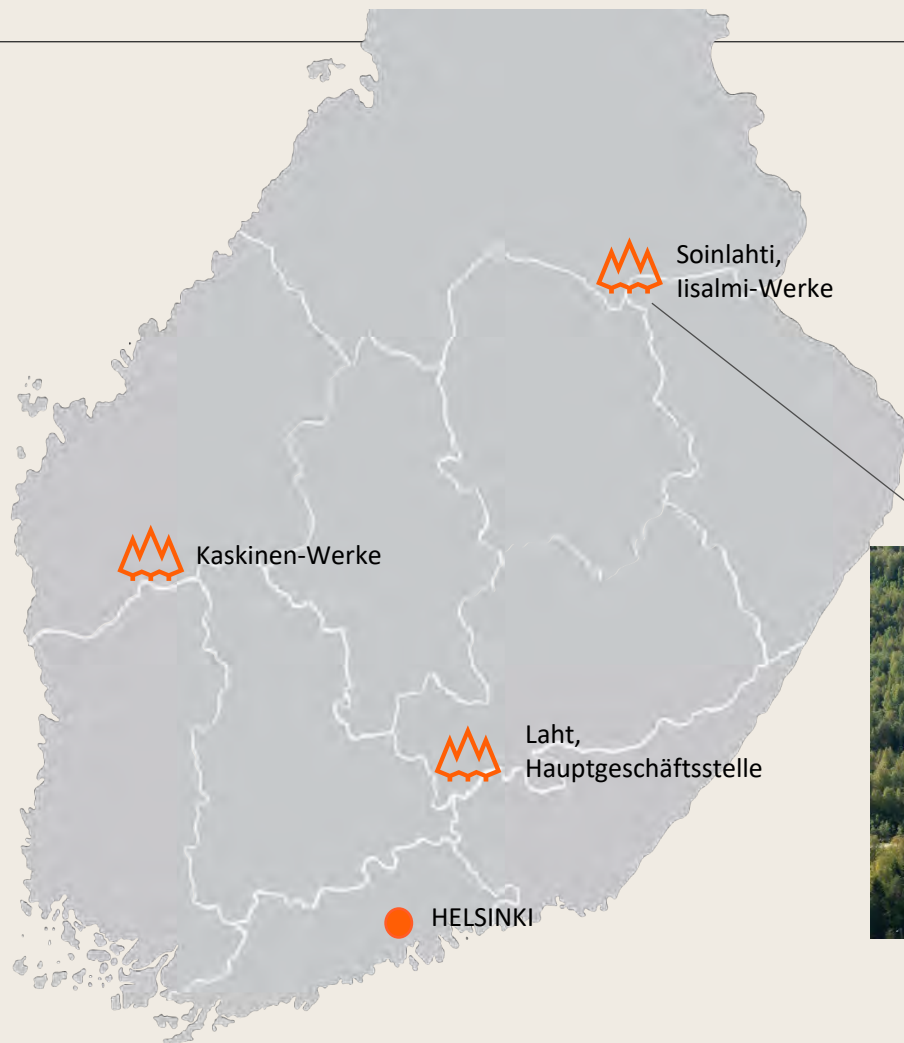 Soinlahti,
Iisalmi-Werke
Kaskinen-Werke
Laht,
Hauptgeschäftsstelle
HELSINKI